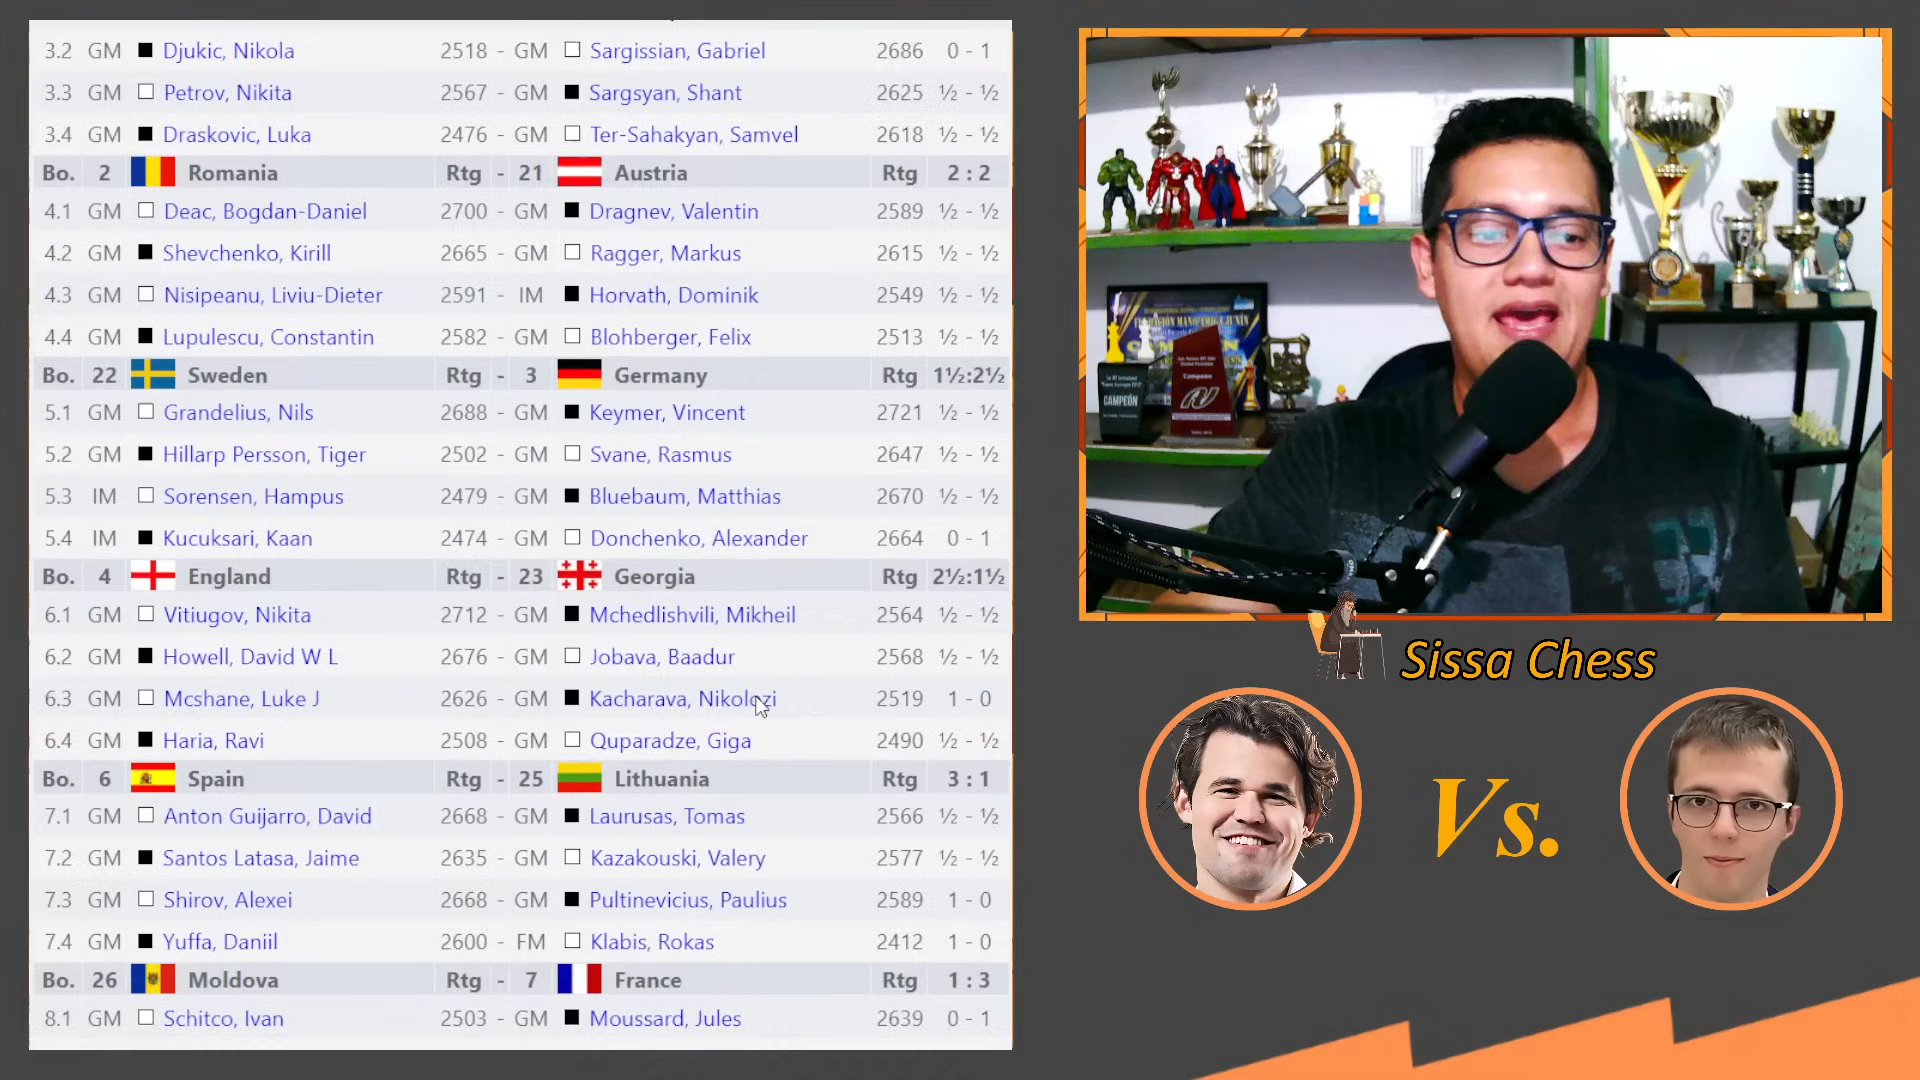 3.2 GM Djukic, Nikola 2518 - GM Sargissian, Gabriel 2686 0 - 1
3.3 GM Petrov, Nikita 2567 - GM Sargsyan, Shant 2625 ½ - ½
3.4 GM Draskovic, Luka 2476 - GM Ter-Sahakyan, Samvel 2618 ½ - ½
Bo. 2 Romania Rtg - 21 Austria Rtg 2 : 2
4.1 GM Deac, Bogdan-Daniel 2700 - GM Dragnev, Valentin 2589 ½ - ½
4.2 GM Shevchenko, Kirill 2665 - GM Ragger, Markus 2615 ½ - ½
4.3 GM Nisipeanu, Liviu-Dieter 2591 - IM Horvath, Dominik 2549 ½ - ½
4.4 GM Lupulescu, Constantin 2582 - GM Blohberger, Felix 2513 ½ - ½
Bo. 22 Sweden Rtg - 3 Germany Rtg 1½:2½
5.1 GM Grandelius, Nils 2688 - GM Keymer, Vincent 2721 ½ - ½
5.2 GM Hillarp Persson, Tiger 2502 - GM Svane, Rasmus 2647 ½ - ½
5.3 IM Sorensen, Hampus 2479 - GM Bluebaum, Matthias 2670 ½ - ½
5.4 IM Kucuksari, Kaan 2474 - GM Donchenko, Alexander 2664 0 - 1
Bo. 4 England Rtg - 23 Georgia Rtg 2½:1½
6.1 GM Vitiugov, Nikita 2712 - GM Mchedlishvili, Mikheil 2564 ½ - ½
6.2 GM Howell, David W L 2676 - GM Jobava, Baadur 2568 ½ - ½
6.3 GM Mcshane, Luke J 2626 - GM Kacharava, Nikolozi 2519 1 - 0
6.4 GM Haria, Ravi 2508 - GM Quparadze, Giga 2490 ½ - ½
Bo. 6 Spain Rtg - 25 Lithuania Rtg 3 : 1
7.1 GM Anton Guijarro, David 2668 - GM Laurusas, Tomas 2566 ½ - ½
7.2 GM Santos Latasa, Jaime 2635 - GM Kazakouski, Valery 2577 ½ - ½
7.3 GM Shirov, Alexei 2668 - GM Pultinevicius, Paulius 2589 1 - 0
7.4 GM Yuffa, Daniil 2600 - FM Klabis, Rokas 2412 1 - 0
Bo. 26 Moldova Rtg - 7 France Rtg 1 : 3
8.1 GM Schitco, Ivan 2503 - GM Moussard, Jules 2639 0 - 1
CAMPEÓN
Campeón
Sissa Chess
Vs.